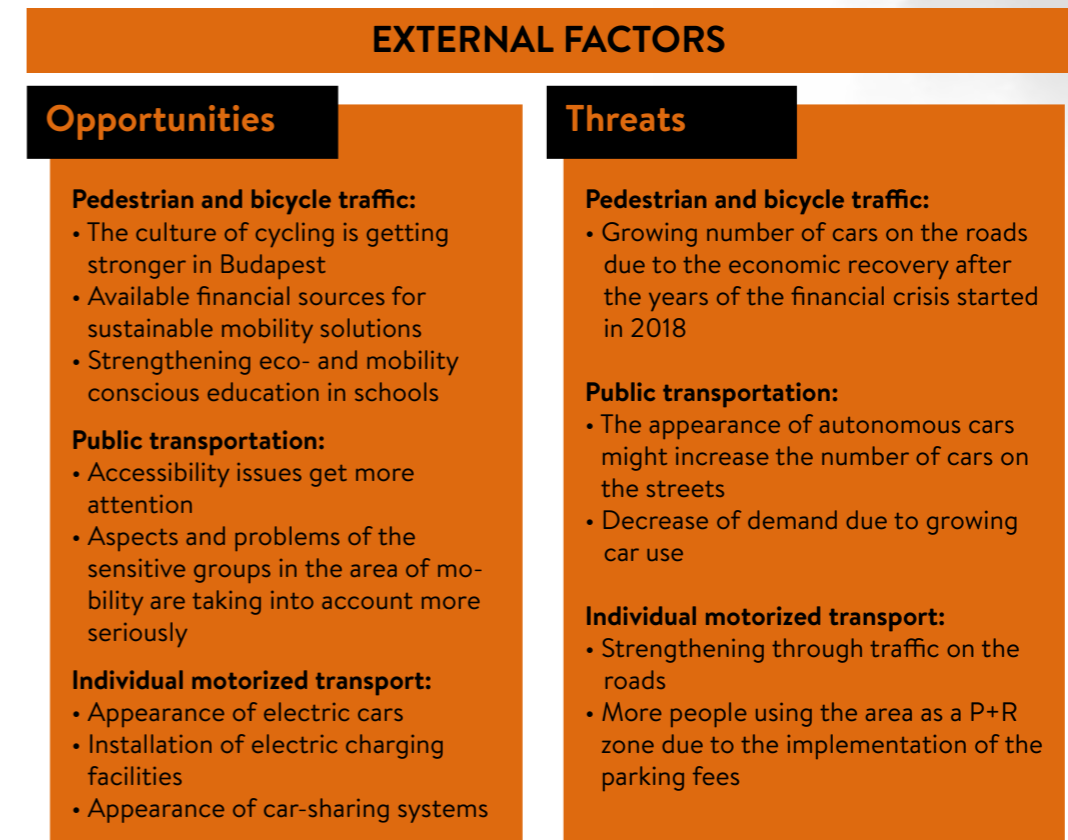 EXTERNAL FACTORS
Opportunities
Pedestrian and bicycle traffic:
• The culture of cycling is getting
stronger in Budapest
• Available financial sources for
sustainable mobility solutions
• Strengthening eco- and mobility
conscious education in schools
Public transportation:
• Accessibility issues get more
attention
• Aspects and problems of the
sensitive groups in the area of mo-
bility are taking into account more
seriously
Individual motorized transport:
• Appearance of electric cars
• Installation of electric charging
facilities
• Appearance of car-sharing systems
Threats
Pedestrian and bicycle traffic:
• Growing number of cars on the roads
due to the economic recovery after
the years of the financial crisis started
in 2018
Public transportation:
• The appearance of autonomous cars
might increase the number of cars on
the streets
• Decrease of demand due to growing
car use
Individual motorized transport:
• Strengthening through traffic on the
roads
• More people using the area as a P+R
zone due to the implementation of the
parking fees